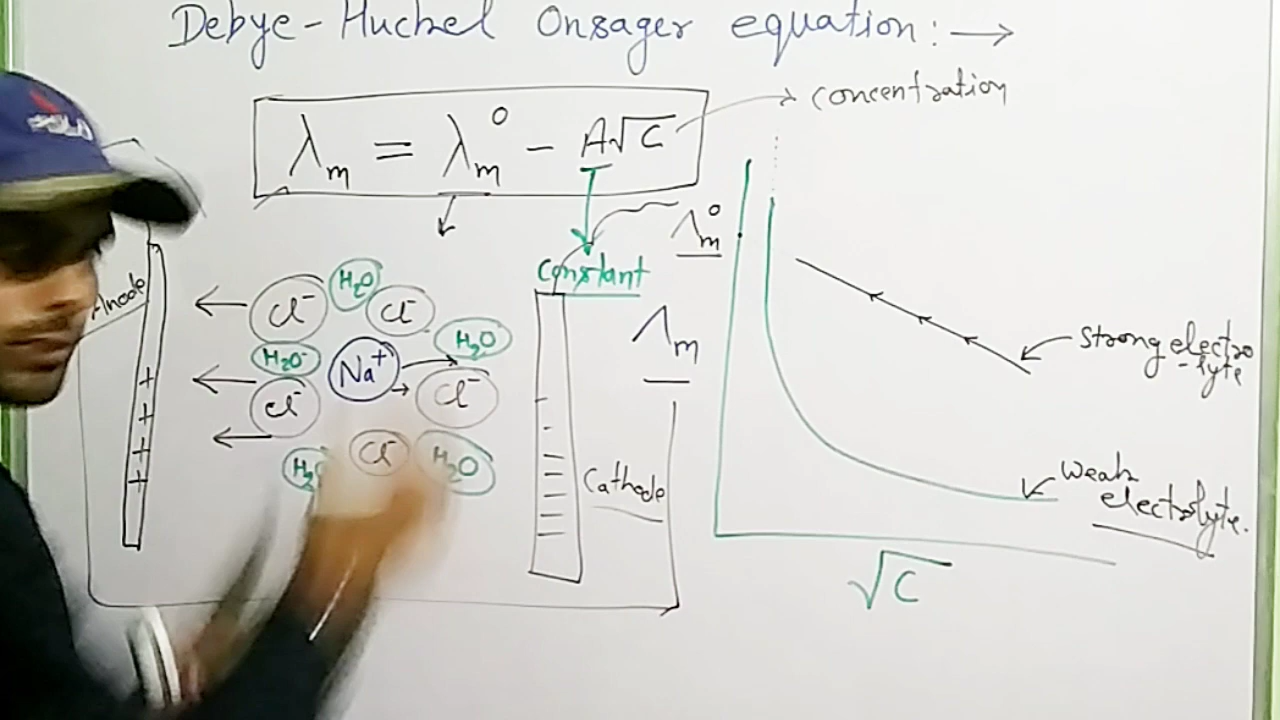 Debye-Huckel Onsager equation:→
λm = λm° - A√C
concentration
Constant
Λm°
Λm
Anode
+
+
+
+
Cl⁻
H₂O
Cl⁻
H₂O
H₂O
Na⁺
Cl⁻
Cl⁻
H₂O
Cl⁻
H₂O
Cathode
Strong electro
-lyte
Weak
electrolyte.
√C